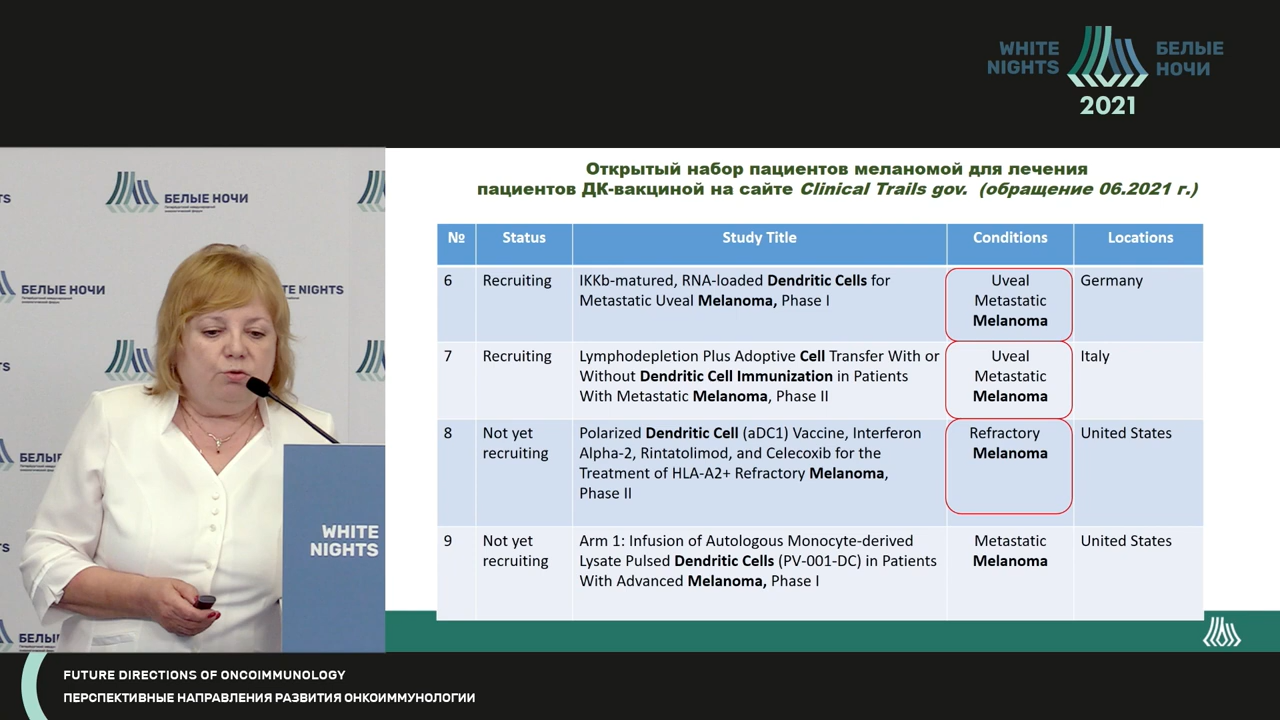 WHITE
NIGHTS
БЕЛЫЕ
НОЧИ
2021
Открытый набор пациентов меланомой для лечения
пациентов ДК-вакциной на сайте Clinical Trails gov. (обращение 06.2021 г.)
№ Status Study Title Conditions Locations
6 Recruiting IKKb-matured, RNA-loaded Dendritic Cells for
Metastatic Uveal Melanoma, Phase I
Uveal
Metastatic
Melanoma
Germany
7 Recruiting Lymphodepletion Plus Adoptive Cell Transfer With or
Without Dendritic Cell Immunization in Patients
With Metastatic Melanoma, Phase II
Uveal
Metastatic
Melanoma
Italy
8 Not yet
recruiting
Polarized Dendritic Cell (aDC1) Vaccine, Interferon
Alpha-2, Rintatolimod, and Celecoxib for the
Treatment of HLA-A2+ Refractory Melanoma,
Phase II
Refractory
Melanoma
United States
9 Not yet
recruiting
Arm 1: Infusion of Autologous Monocyte-derived
Lysate Pulsed Dendritic Cells (PV-001-DC) in Patients
With Advanced Melanoma, Phase I
Metastatic
Melanoma
United States
БЕЛЫЕ НОЧИ
БЕЛЫЕ НОЧИ
TE NIGHTS
БЕЛЫ
БЕЛЫ
WHITE
NIGHTS
FUTURE DIRECTIONS OF ONCOIMMUNOLOGY
ПЕРСПЕКТИВНЫЕ НАПРАВЛЕНИЯ РАЗВИТИЯ ОНКОИММУНОЛОГИИ